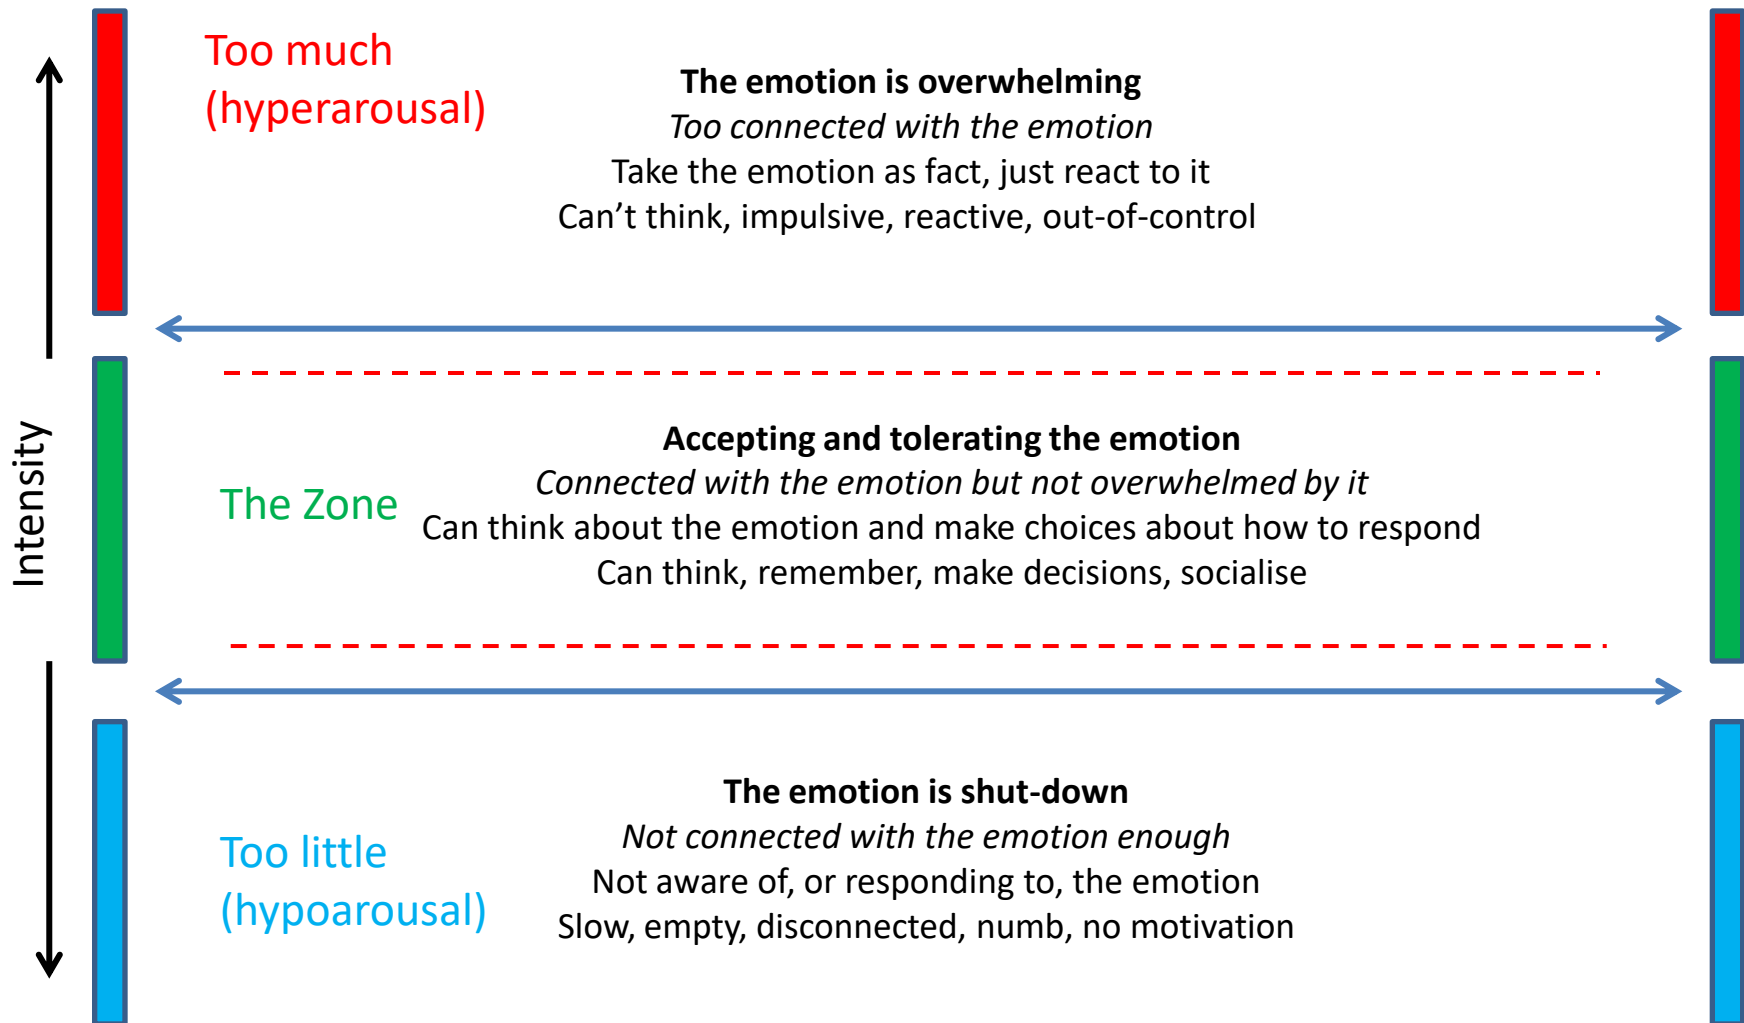 Too much
(hyperarousal)
The emotion is overwhelming
Too connected with the emotion
Take the emotion as fact, just react to it
Can’t think, impulsive, reactive, out-of-control
Intensity
The Zone
Accepting and tolerating the emotion
Connected with the emotion but not overwhelmed by it
Can think about the emotion and make choices about how to respond
Can think, remember, make decisions, socialise
Too little
(hypoarousal)
The emotion is shut-down
Not connected with the emotion enough
Not aware of, or responding to, the emotion
Slow, empty, disconnected, numb, no motivation